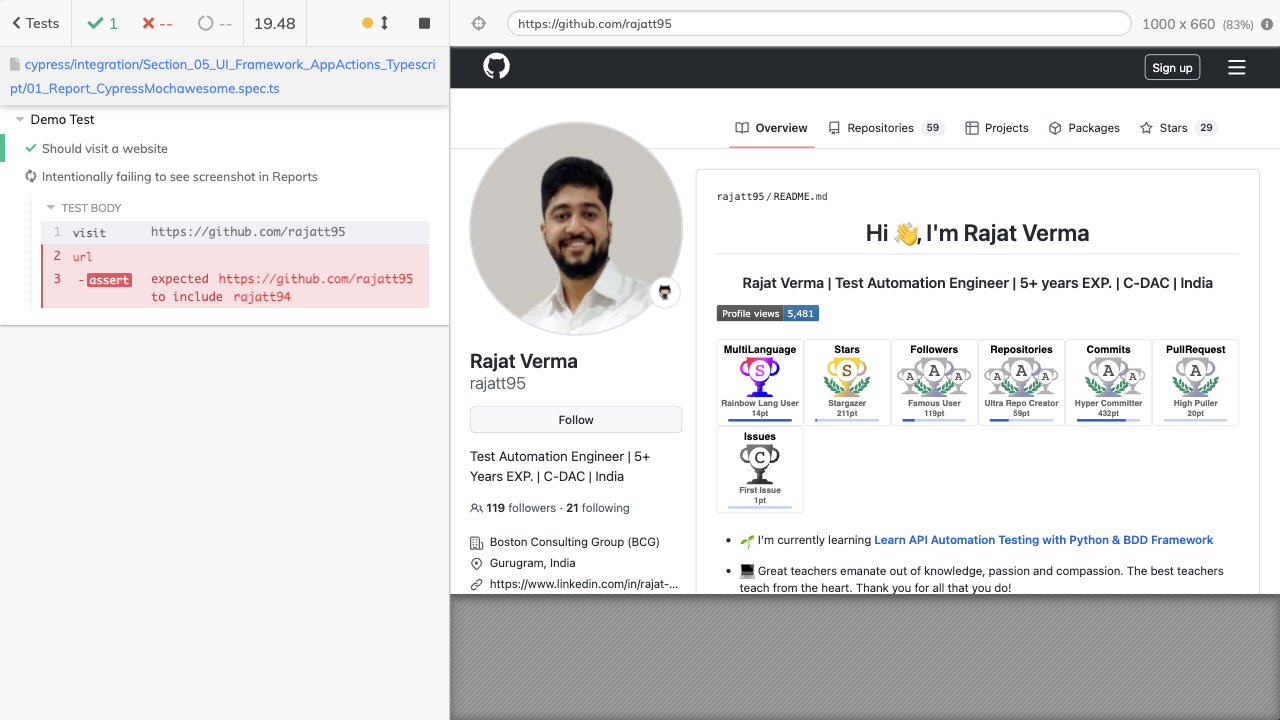 Tests
1
--
--
19.48
https://github.com/rajatt95
1000 x 660 (83%)
cypress/integration/Section_05_UI_Framework_AppActions_Typescri
pt/01_Report_CypressMochawesome.spec.ts
Demo Test
Should visit a website
Intentionally failing to see screenshot in Reports
TEST BODY
1 visit https://github.com/rajatt95
2 url
3 -assert expected https://github.com/rajatt95
to include rajatt94
Sign up
Overview Repositories 59 Projects Packages Stars 29
Rajat Verma
rajatt95
Follow
Test Automation Engineer | 5+
Years EXP. | C-DAC | India
119 followers · 21 following
Boston Consulting Group (BCG)
Gurugram, India
https://www.linkedin.com/in/rajat-...
rajatt95/README.md
Hi 👋, I'm Rajat Verma
Rajat Verma | Test Automation Engineer | 5+ years EXP. | C-DAC | India
Profile views 5,481
MultiLanguage
S
Rainbow Lang User
14pt
Stars
S
Stargazer
211pt
Followers
A A A
Famous User
119pt
Repositories
A A A
Ultra Repo Creator
59pt
Commits
A
Hyper Committer
432pt
PullRequest
A
High Puller
20pt
Issues
C
First Issue
1pt
• 🌱 I'm currently learning Learn API Automation Testing with Python & BDD Framework
• 💻 Great teachers emanate out of knowledge, passion and compassion. The best teachers
teach from the heart. Thank you for all that you do!